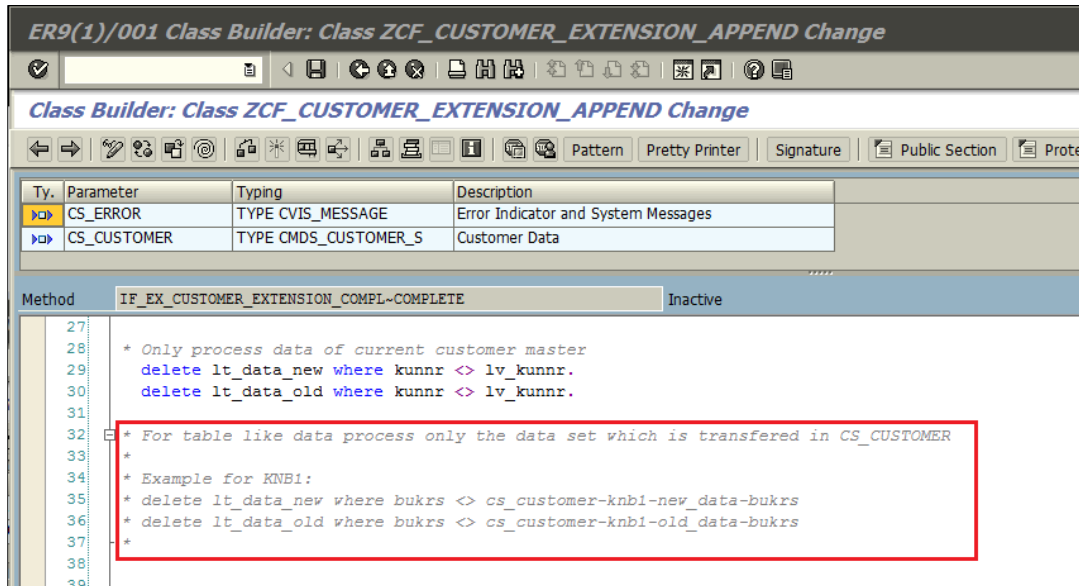 ER9(1)/001 Class Builder: Class ZCF_CUSTOMER_EXTENSION_APPEND Change
Class Builder: Class ZCF_CUSTOMER_EXTENSION_APPEND Change
Pattern Pretty Printer Signature Public Section Prote
Ty. Parameter Typing Description
CS_ERROR TYPE CVIS_MESSAGE Error Indicator and System Messages
CS_CUSTOMER TYPE CMDS_CUSTOMER_S Customer Data
Method IF_EX_CUSTOMER_EXTENSION_COMPL~COMPLETE Inactive
27
28 * Only process data of current customer master
29 delete lt_data_new where kunnr <> lv_kunnr.
30 delete lt_data_old where kunnr <> lv_kunnr.
31
32 * For table like data process only the data set which is transfered in CS_CUSTOMER
33 *
34 * Example for KNB1:
35 * delete lt_data_new where bukrs <> cs_customer-knb1-new_data-bukrs
36 * delete lt_data_old where bukrs <> cs_customer-knb1-old_data-bukrs
37 *
38
39